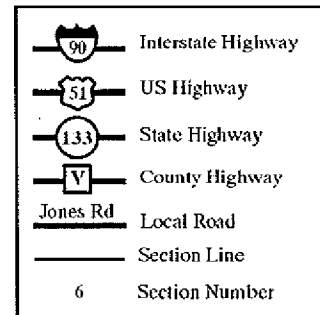 90 Interstate Highway
51 US Highway
133 State Highway
V County Highway
Jones Rd Local Road
Section Line
6 Section Number